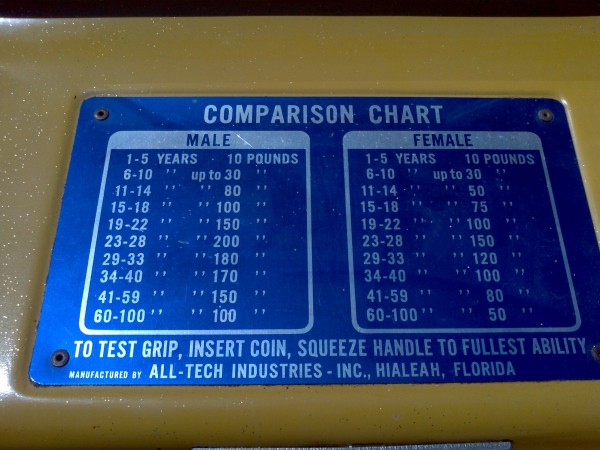 COMPARISON CHART
MALE
1-5 YEARS 10 POUNDS
6-10 " up to 30 "
11-14 " " 80 "
15-18 " " 100 "
19-22 " " 150 "
23-28 " " 200 "
29-33 " " 180 "
34-40 " " 170 "
41-59 " " 150 "
60-100 " " 100 "
FEMALE
1-5 YEARS 10 POUNDS
6-10 " up to 30 "
11-14 " " 50 "
15-18 " " 75 "
19-22 " " 100 "
23-28 " " 150 "
29-33 " " 120 "
34-40 " " 100 "
41-59 " " 80 "
60-100 " " 50 "
TO TEST GRIP, INSERT COIN, SQUEEZE HANDLE TO FULLEST ABILITY
MANUFACTURED BY ALL-TECH INDUSTRIES - INC., HIALEAH, FLORIDA